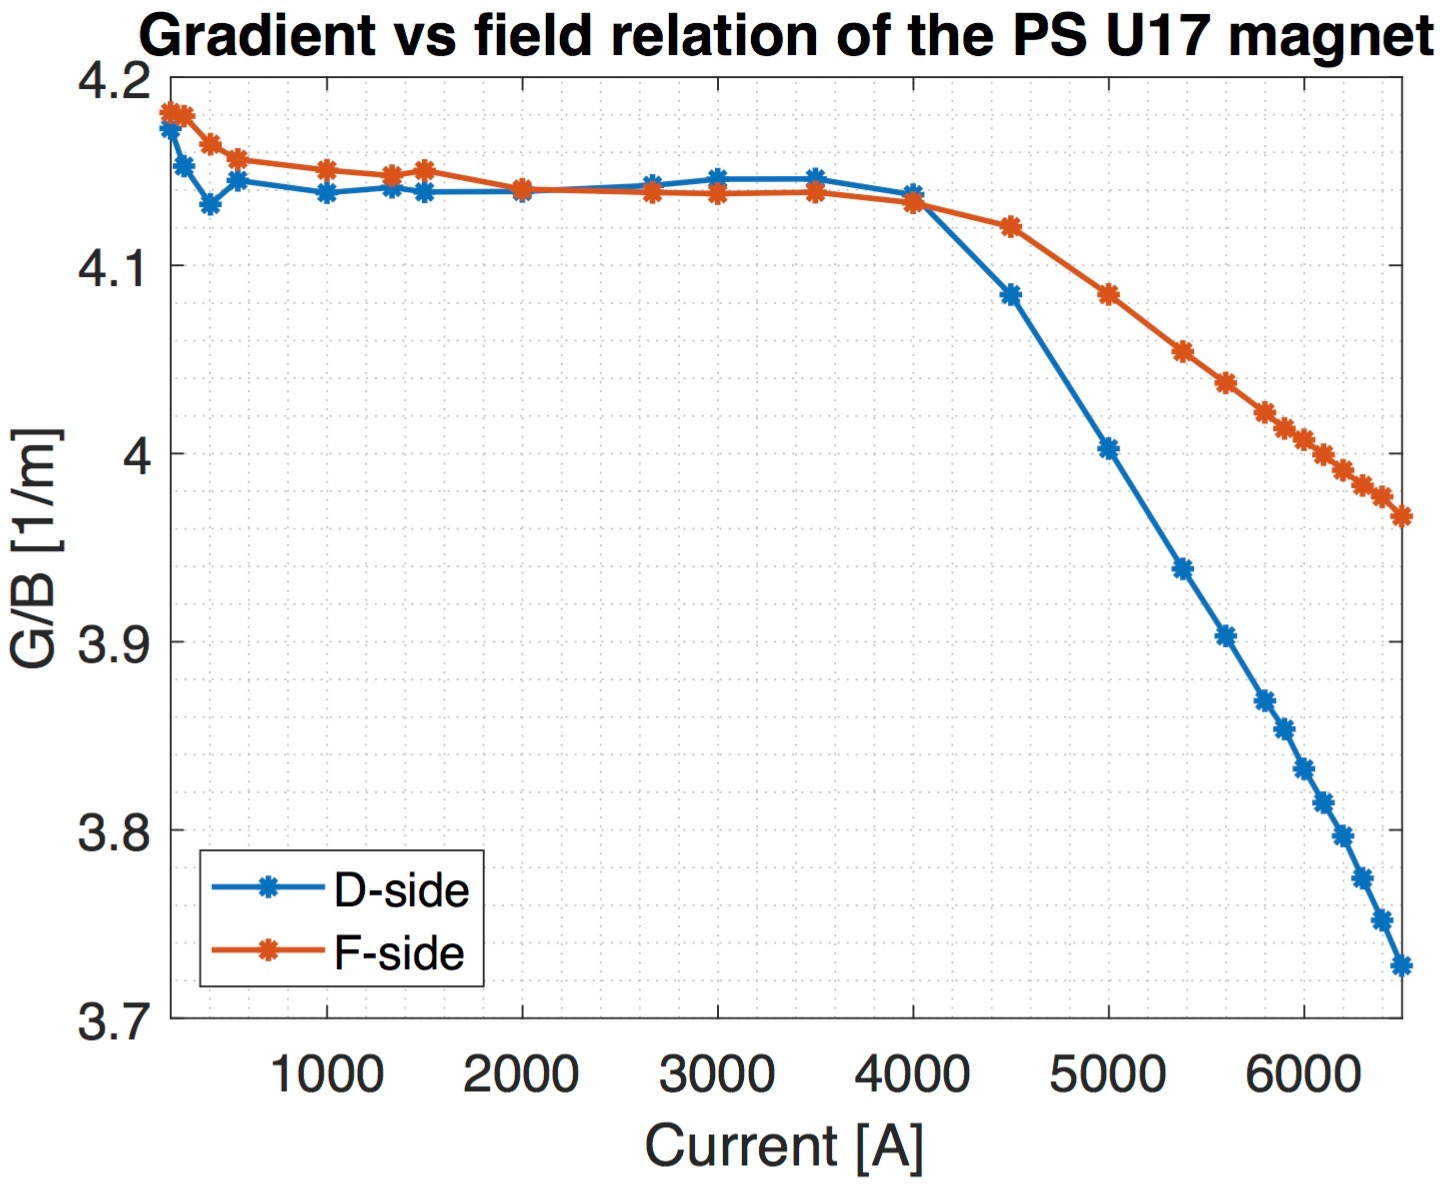 Gradient vs field relation of the PS U17 magnet
4.2
4.1
4
3.9
3.8
3.7
G/B [1/m]
D-side
F-side
1000 2000 3000 4000 5000 6000
Current [A]